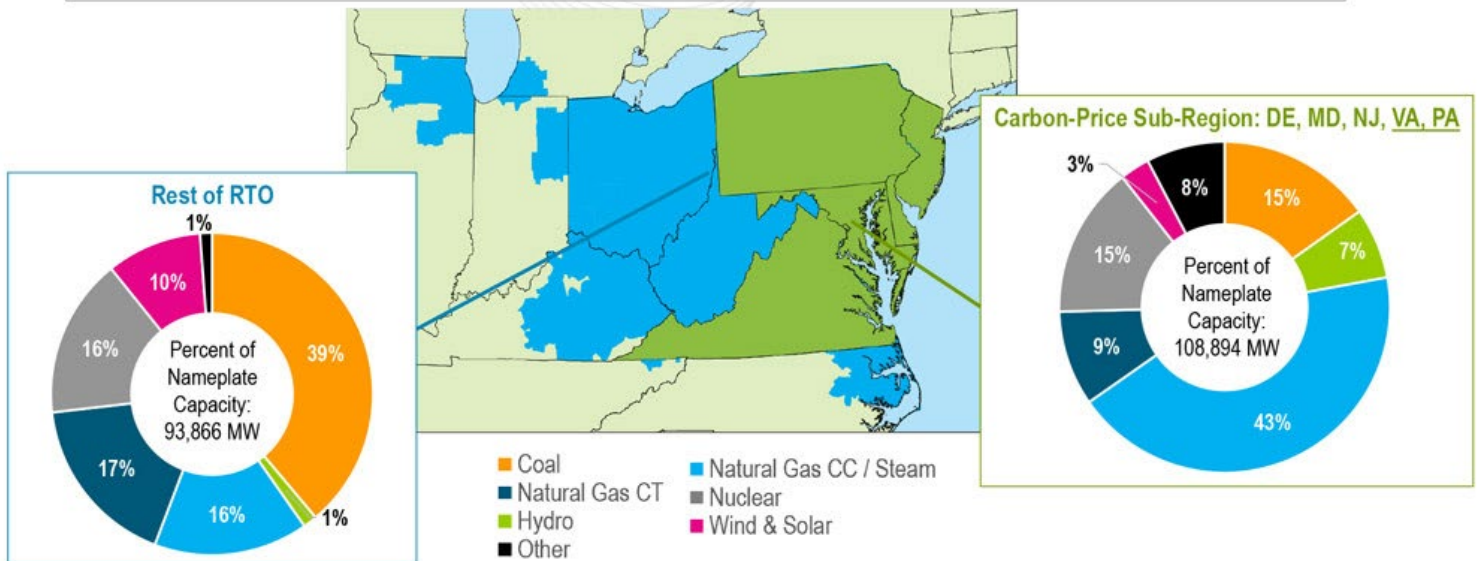 Rest of RTO
1%
10%
39%
16%
17%
16%
1%
Percent of
Nameplate
Capacity:
93,866 MW
Carbon-Price Sub-Region: DE, MD, NJ, VA, PA
3%
8%
15%
7%
15%
9%
43%
Percent of
Nameplate
Capacity:
108,894 MW
Coal
Natural Gas CT
Hydro
Other
Natural Gas CC / Steam
Nuclear
Wind & Solar